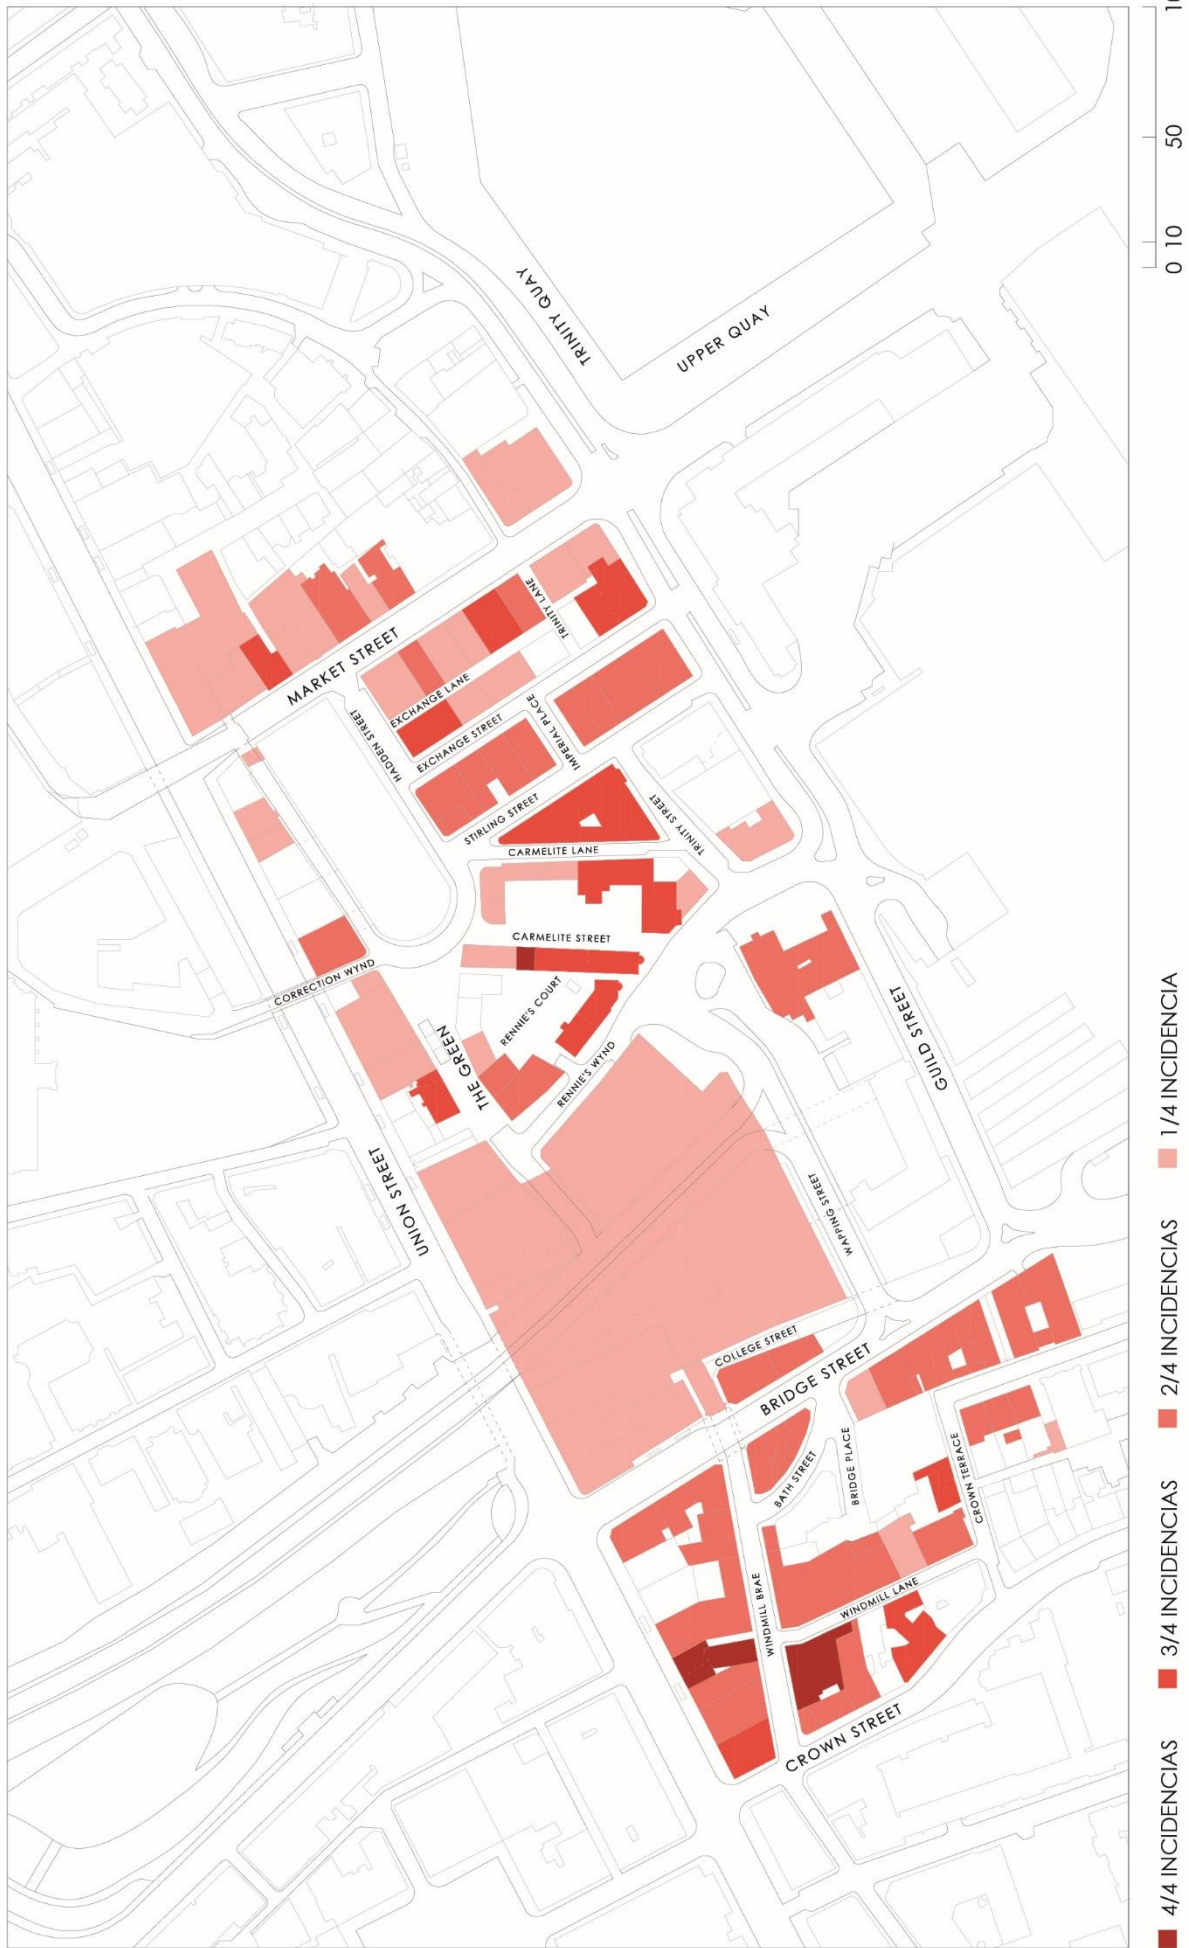 TRINITY QUAY
UPPER QUAY
MARKET STREET
TRINITY LANE
HADDEN STREET
EXCHANGE LANE
EXCHANGE STREET
IMPERIAL PLACE
STIRLING STREET
TRINITY STREET
CARMELITE LANE
CARMELITE STREET
CORRECTION WYND
RENNIE'S COURT
THE GREEN
RENNIE'S WYND
GUILD STREET
UNION STREET
WAPPING STREET
COLLEGE STREET
BRIDGE STREET
BATH STREET
BRIDGE PLACE
CROWN TERRACE
WINDMILL BRAE
WINDMILL LANE
CROWN STREET
4/4 INCIDENCIAS
3/4 INCIDENCIAS
2/4 INCIDENCIAS
1/4 INCIDENCIA
0 10 50